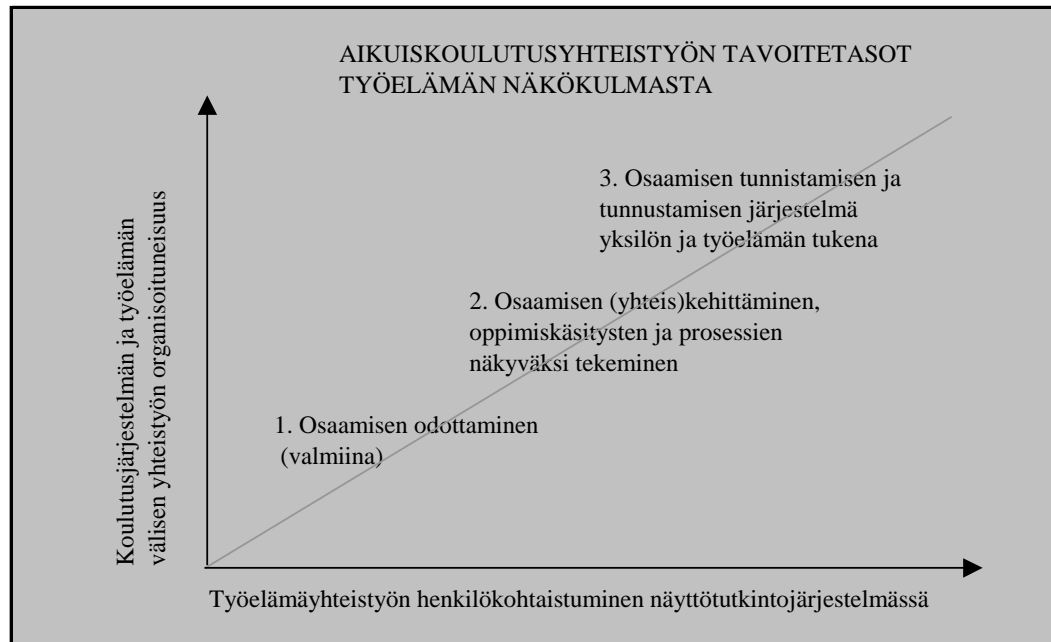 AIKUISKOULUTUSYHTEISTYÖN TAVOITETASOT
TYÖELÄMÄN NÄKÖKULMASTA
Koulutusjärjestelmän ja työelämän
välisen yhteistyön organisoituneisuus
3. Osaamisen tunnistamisen ja
tunnustamisen järjestelmä
yksilön ja työelämän tukena
2. Osaamisen (yhteis)kehittäminen,
oppimiskäsitysten ja prosessien
näkyväksi tekeminen
1. Osaamisen odottaminen
(valmiina)
Työelämäyhteistyön henkilökohtaistuminen näyttötutkintojärjestelmässä